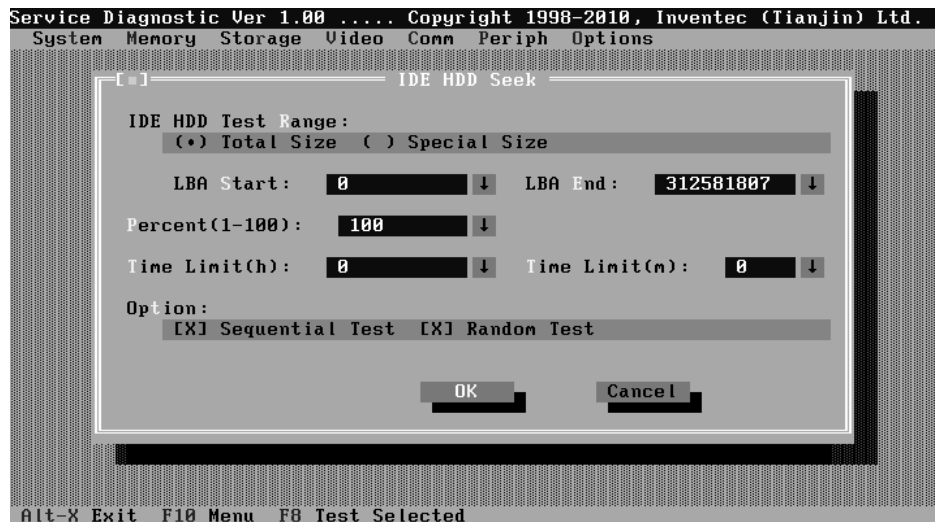 Service Diagnostic Ver 1.00 ..... Copyright 1998-2010, Inventec (Tianjin) Ltd.
System Memory Storage Video Comm Periph Options
[■] IDE HDD Seek
IDE HDD Test Range:
(•) Total Size ( ) Special Size
LBA Start: 0 ↓ LBA End: 312581807 ↓
Percent(1-100): 100 ↓
Time Limit(h): 0 ↓ Time Limit(m): 0 ↓
Option:
[X] Sequential Test [X] Random Test
OK Cancel
Alt-X Exit F10 Menu F8 Test Selected